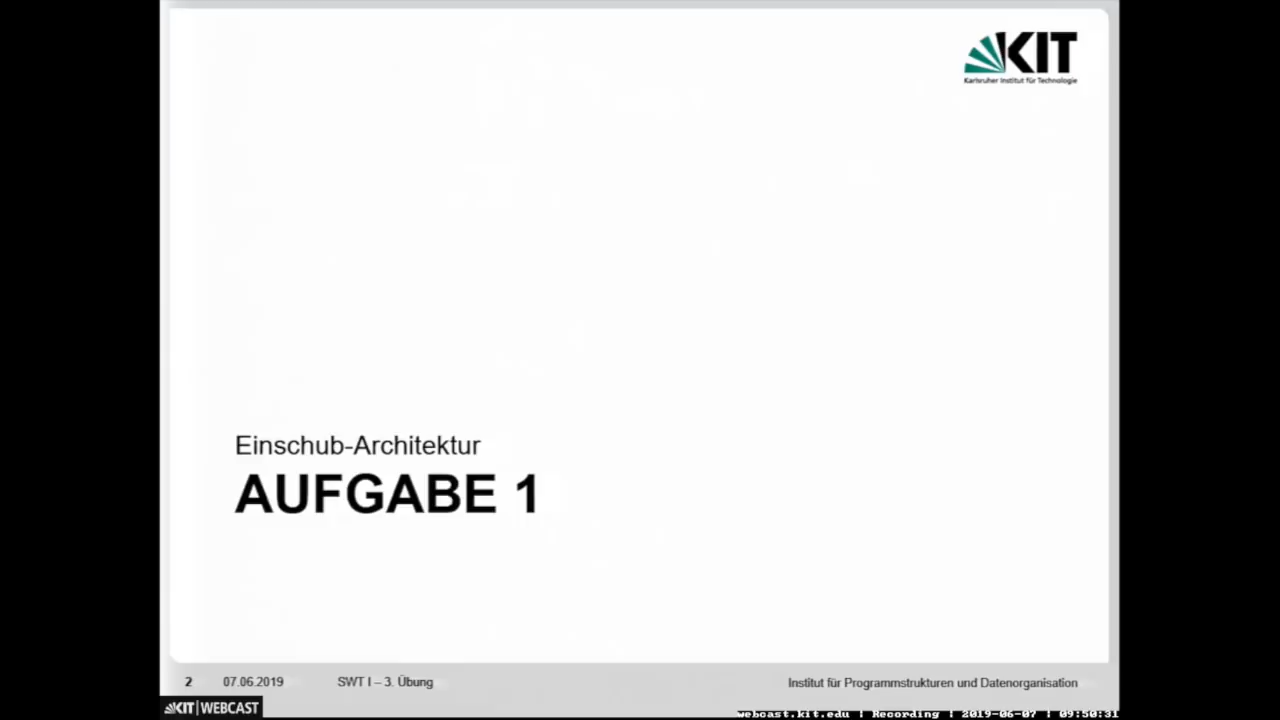 KIT
Karlsruher Institut für Technologie
Einschub-Architektur
AUFGABE 1
2 07.06.2019 SWT I – 3. Übung Institut für Programmstrukturen und Datenorganisation
KIT | WEBCAST
webcast.kit.edu | Recording | 2019-06-07 | 09:50:31